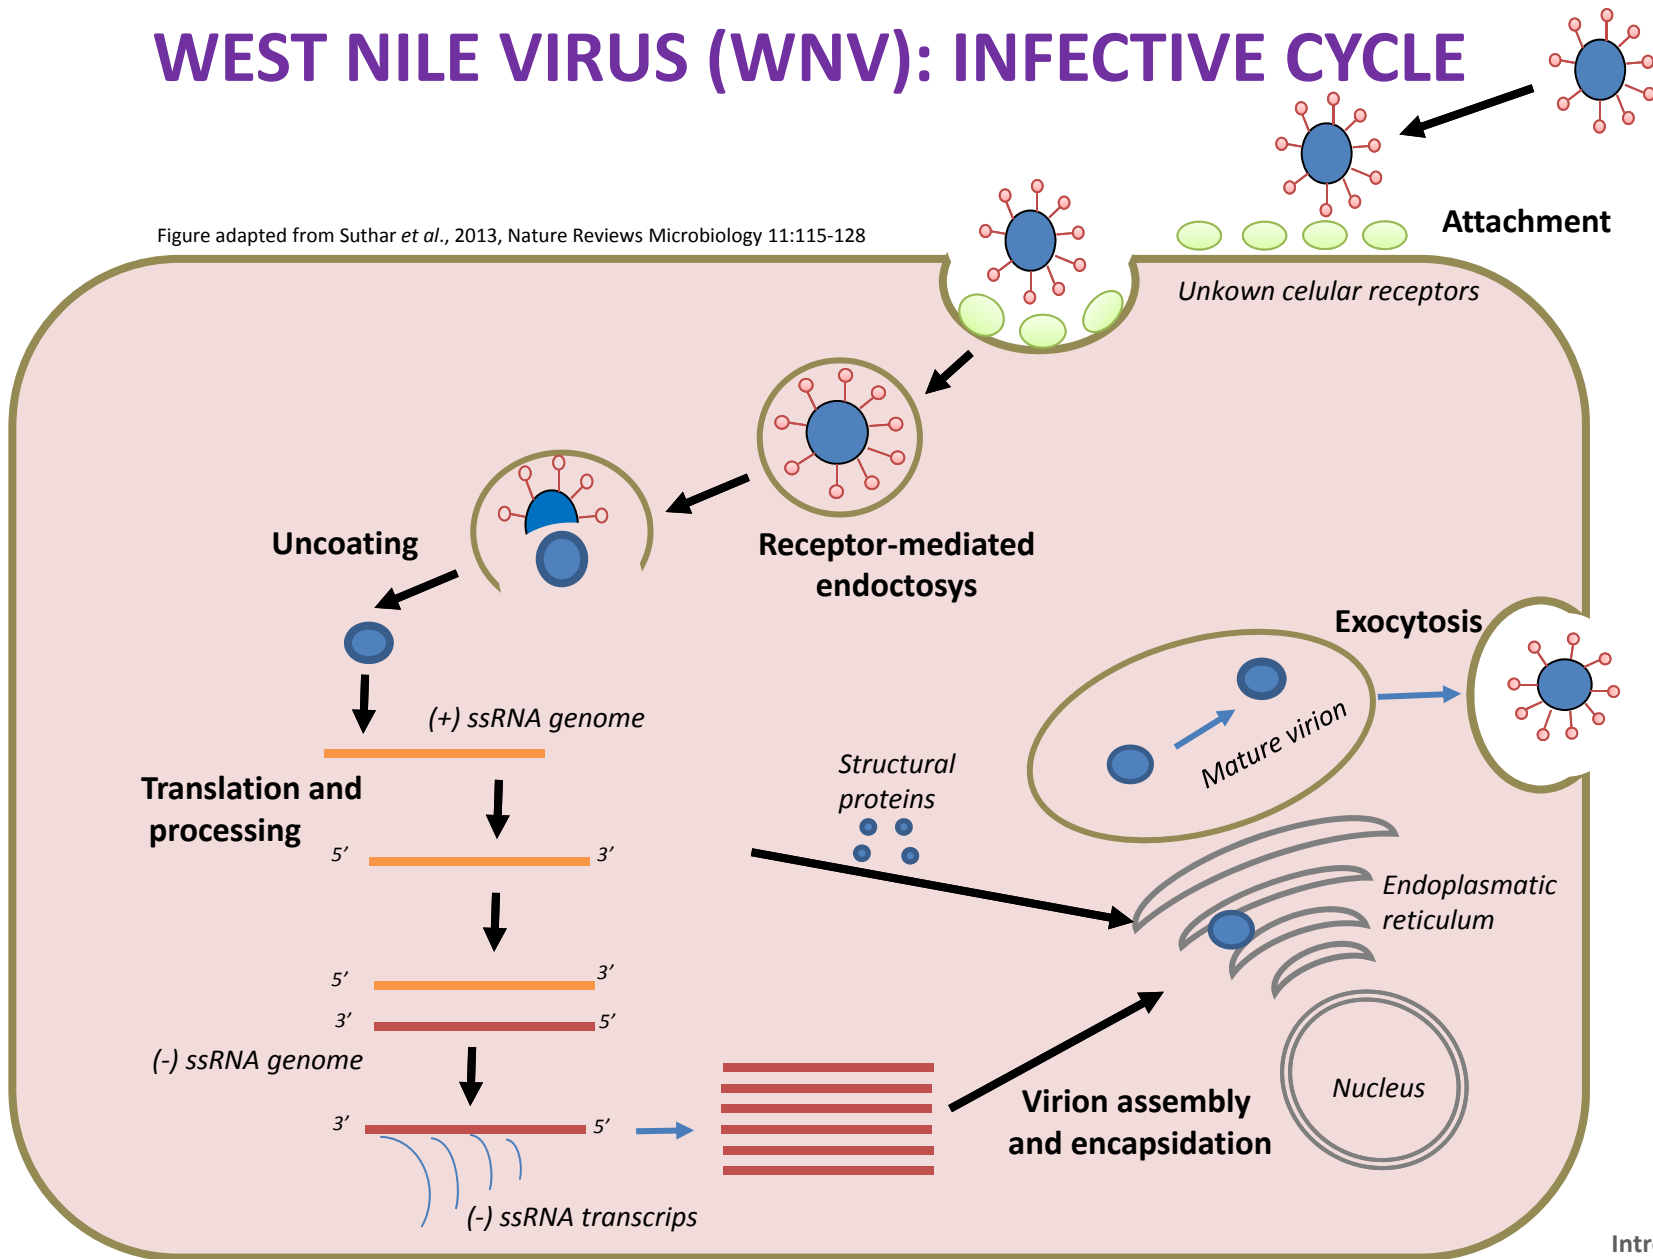 WEST NILE VIRUS (WNV): INFECTIVE CYCLE
Figure adapted from Suthar et al., 2013, Nature Reviews Microbiology 11:115-128
Attachment
Unkown celular receptors
Receptor-mediated
endoctosys
Uncoating
Exocytosis
(+) ssRNA genome
Translation and
processing
Structural
proteins
Mature virion
5’
3’
Endoplasmatic
reticulum
5’
3’
3’
5’
(-) ssRNA genome
3’
5’
Virion assembly
and encapsidation
Nucleus
(-) ssRNA transcrips